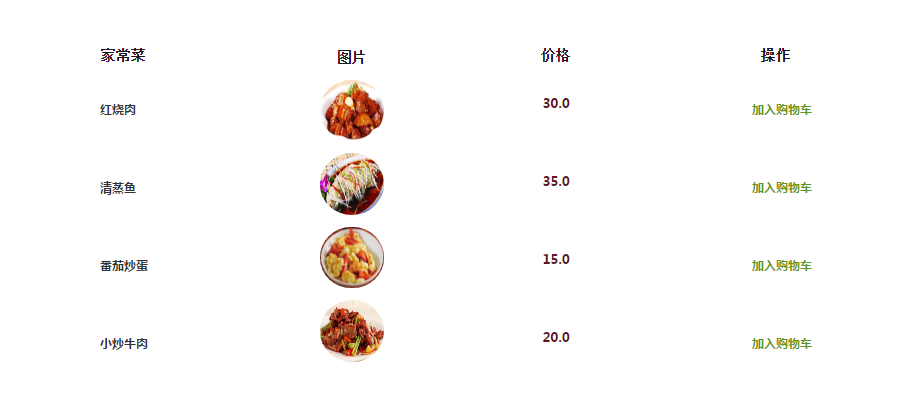 家常菜 图片 价格 操作
红烧肉 30.0 加入购物车
清蒸鱼 35.0 加入购物车
番茄炒蛋 15.0 加入购物车
小炒牛肉 20.0 加入购物车